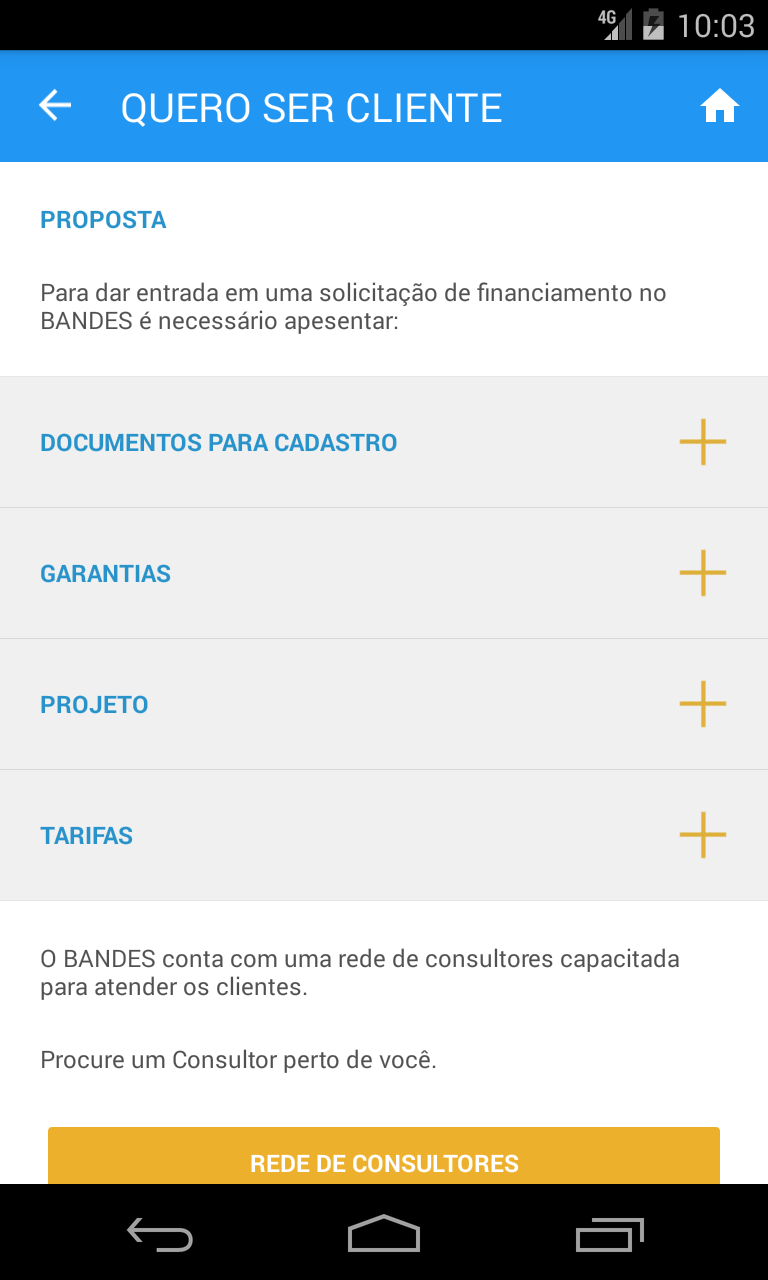 4G 10:03
QUERO SER CLIENTE
PROPOSTA
Para dar entrada em uma solicitação de financiamento no
BANDES é necessário apesentar:
DOCUMENTOS PARA CADASTRO
GARANTIAS
PROJETO
TARIFAS
O BANDES conta com uma rede de consultores capacitada
para atender os clientes.
Procure um Consultor perto de você.
REDE DE CONSULTORES